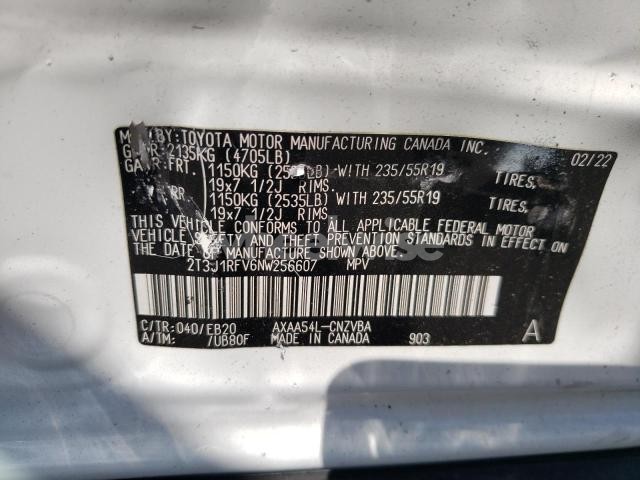 BY: TOYOTA MOTOR MANUFACTURING CANADA INC. 02/22
2135KG (4705LB)
FRT. 1150KG WITH 235/55R19 TIRES,
19x7 1/2J RIMS.
RR 1150KG (2535LB) WITH 235/55R19 TIRES,
19x7 1/2J RIMS.
THIS VEHICLE CONFORMS TO ALL APPLICABLE FEDERAL MOTOR
VEHICLE AND THEFT PREVENTION STANDARDS IN EFFECT
ON THE DATE OF MANUFACTURE SHOWN ABOVE.
2T3J1RFV6NW256607 MPV
C/TR: 040/EB20 AXAA54L-CNZVBA A
A/TM: /UB80F MADE IN CANADA 903